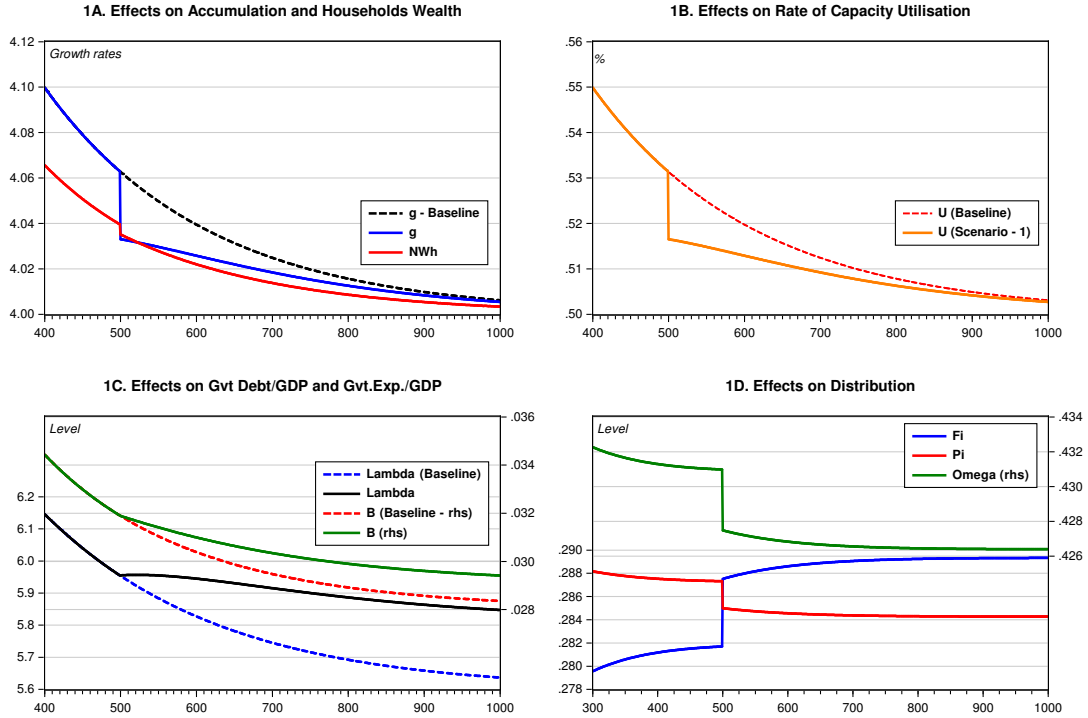 1A. Effects on Accumulation and Households Wealth
4.12
4.10
4.08
4.06
4.04
4.02
4.00
Growth rates
g - Baseline
g
NWh
400 500 600 700 800 900 1000
1B. Effects on Rate of Capacity Utilisation
.56
.55
.54
.53
.52
.51
.50
%
U (Baseline)
U (Scenario - 1)
400 500 600 700 800 900 1000
1C. Effects on Gvt Debt/GDP and Gvt.Exp./GDP
Level
6.2
6.1
6.0
5.9
5.8
5.7
5.6
.036
.034
.032
.030
.028
Lambda (Baseline)
Lambda
B (Baseline - rhs)
B (rhs)
400 500 600 700 800 900 1000
1D. Effects on Distribution
Level
.290
.288
.286
.284
.282
.280
.278
.434
.431
.430
.428
.426
Fi
Pi
Omega (rhs)
300 400 500 600 700 800 900 1000